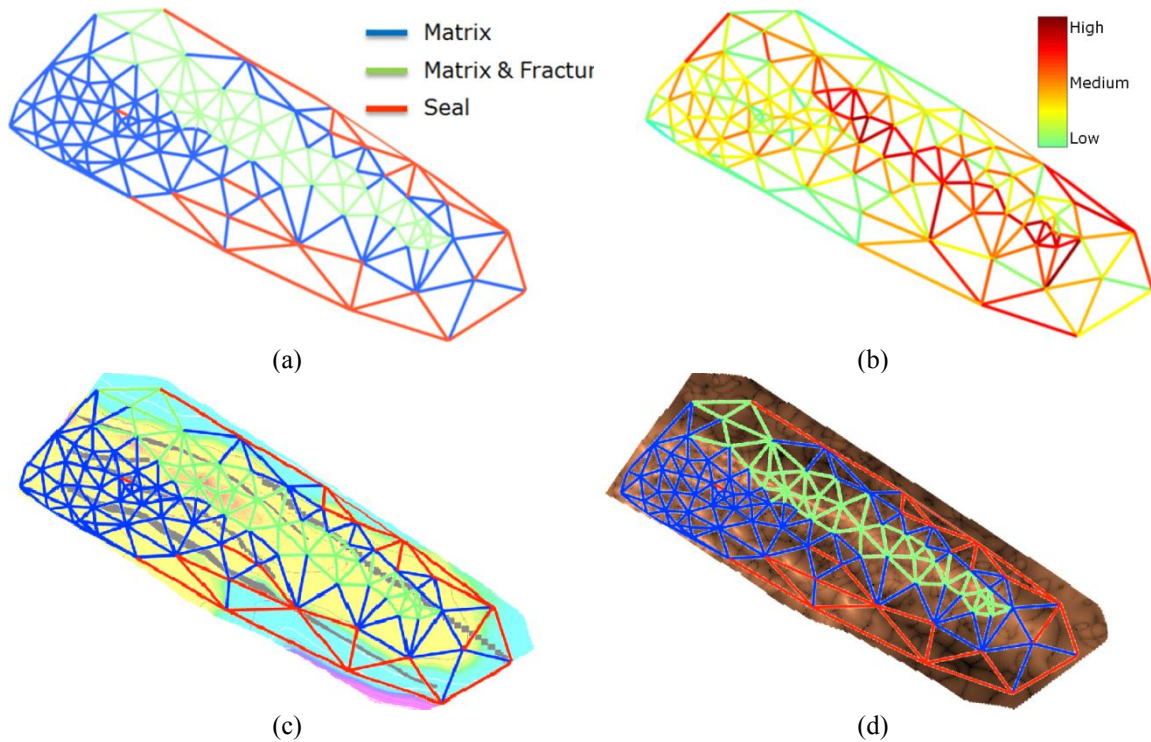 Matrix
Matrix & Fractur
Seal
High
Medium
Low
(a)
(b)
(c)
(d)